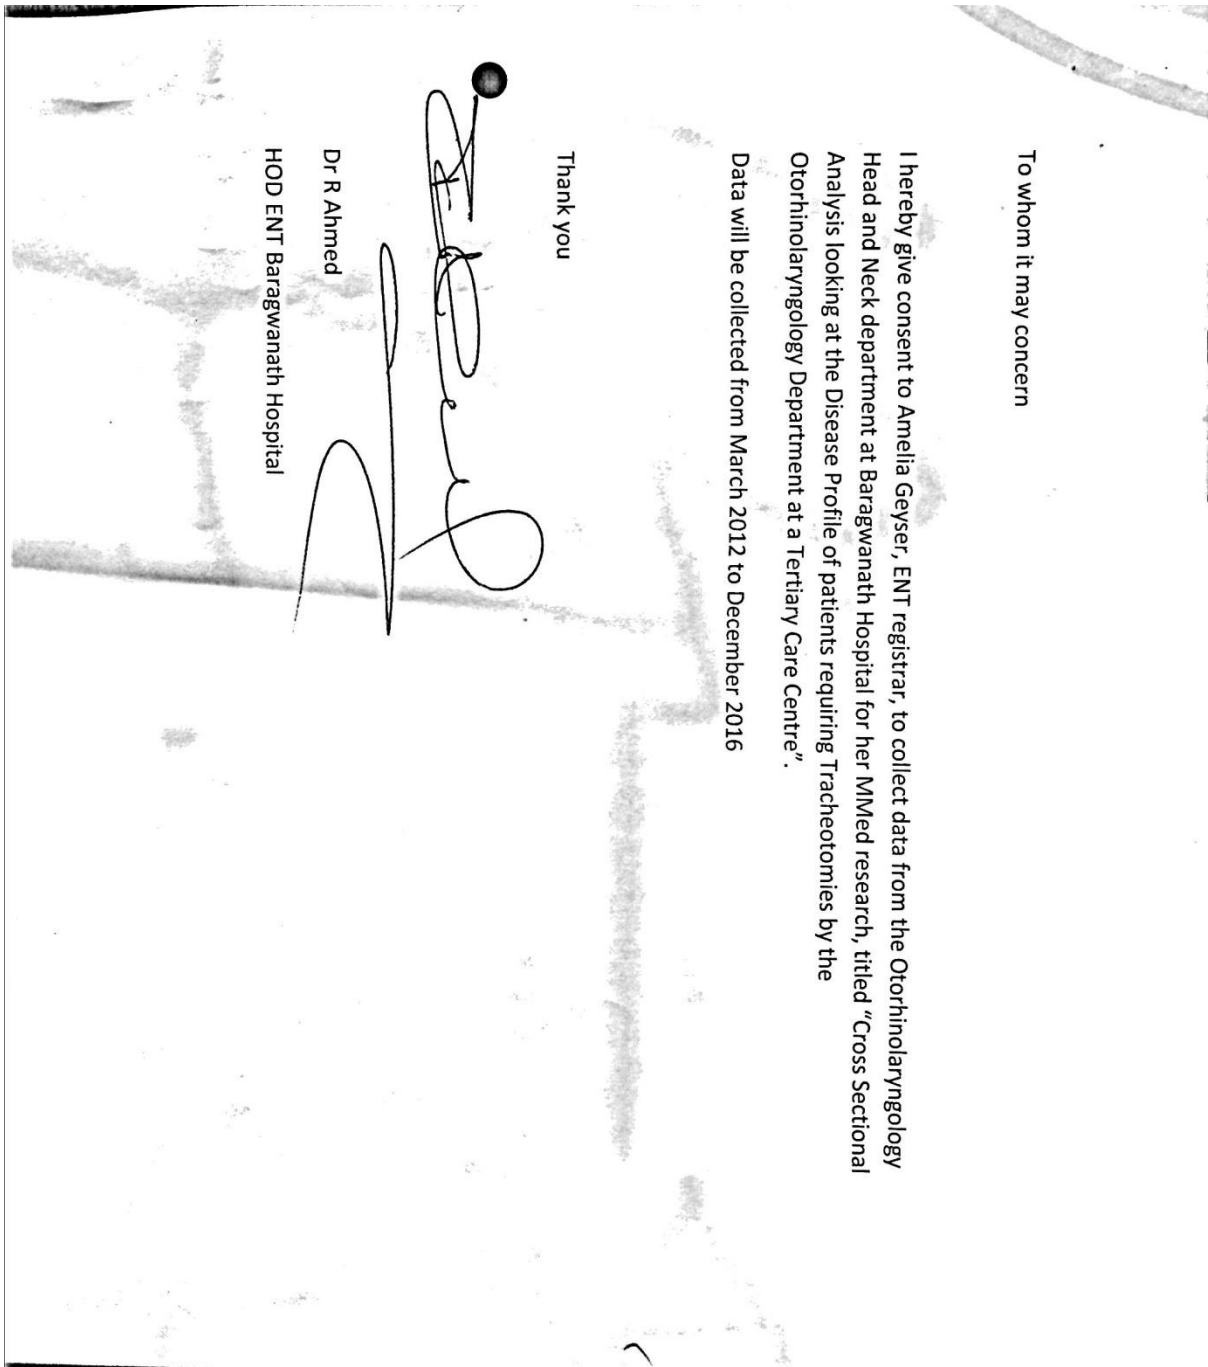 To whom it may concern
I hereby give consent to Amelia Geyser, ENT registrar, to collect data from the Otorhinolaryngology
Head and Neck department at Baragwanath Hospital for her MMed research, titled “Cross Sectional
Analysis looking at the Disease Profile of patients requiring Tracheotomies by the
Otorhinolaryngology Department at a Tertiary Care Centre”.
Data will be collected from March 2012 to December 2016
Thank you
Dr R Ahmed
HOD ENT Baragwanath Hospital